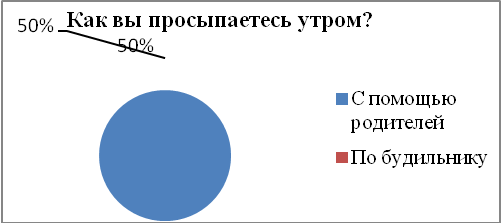 Как вы просыпаетесь утром?
50%
50%
С помощью
родителей
По будильнику